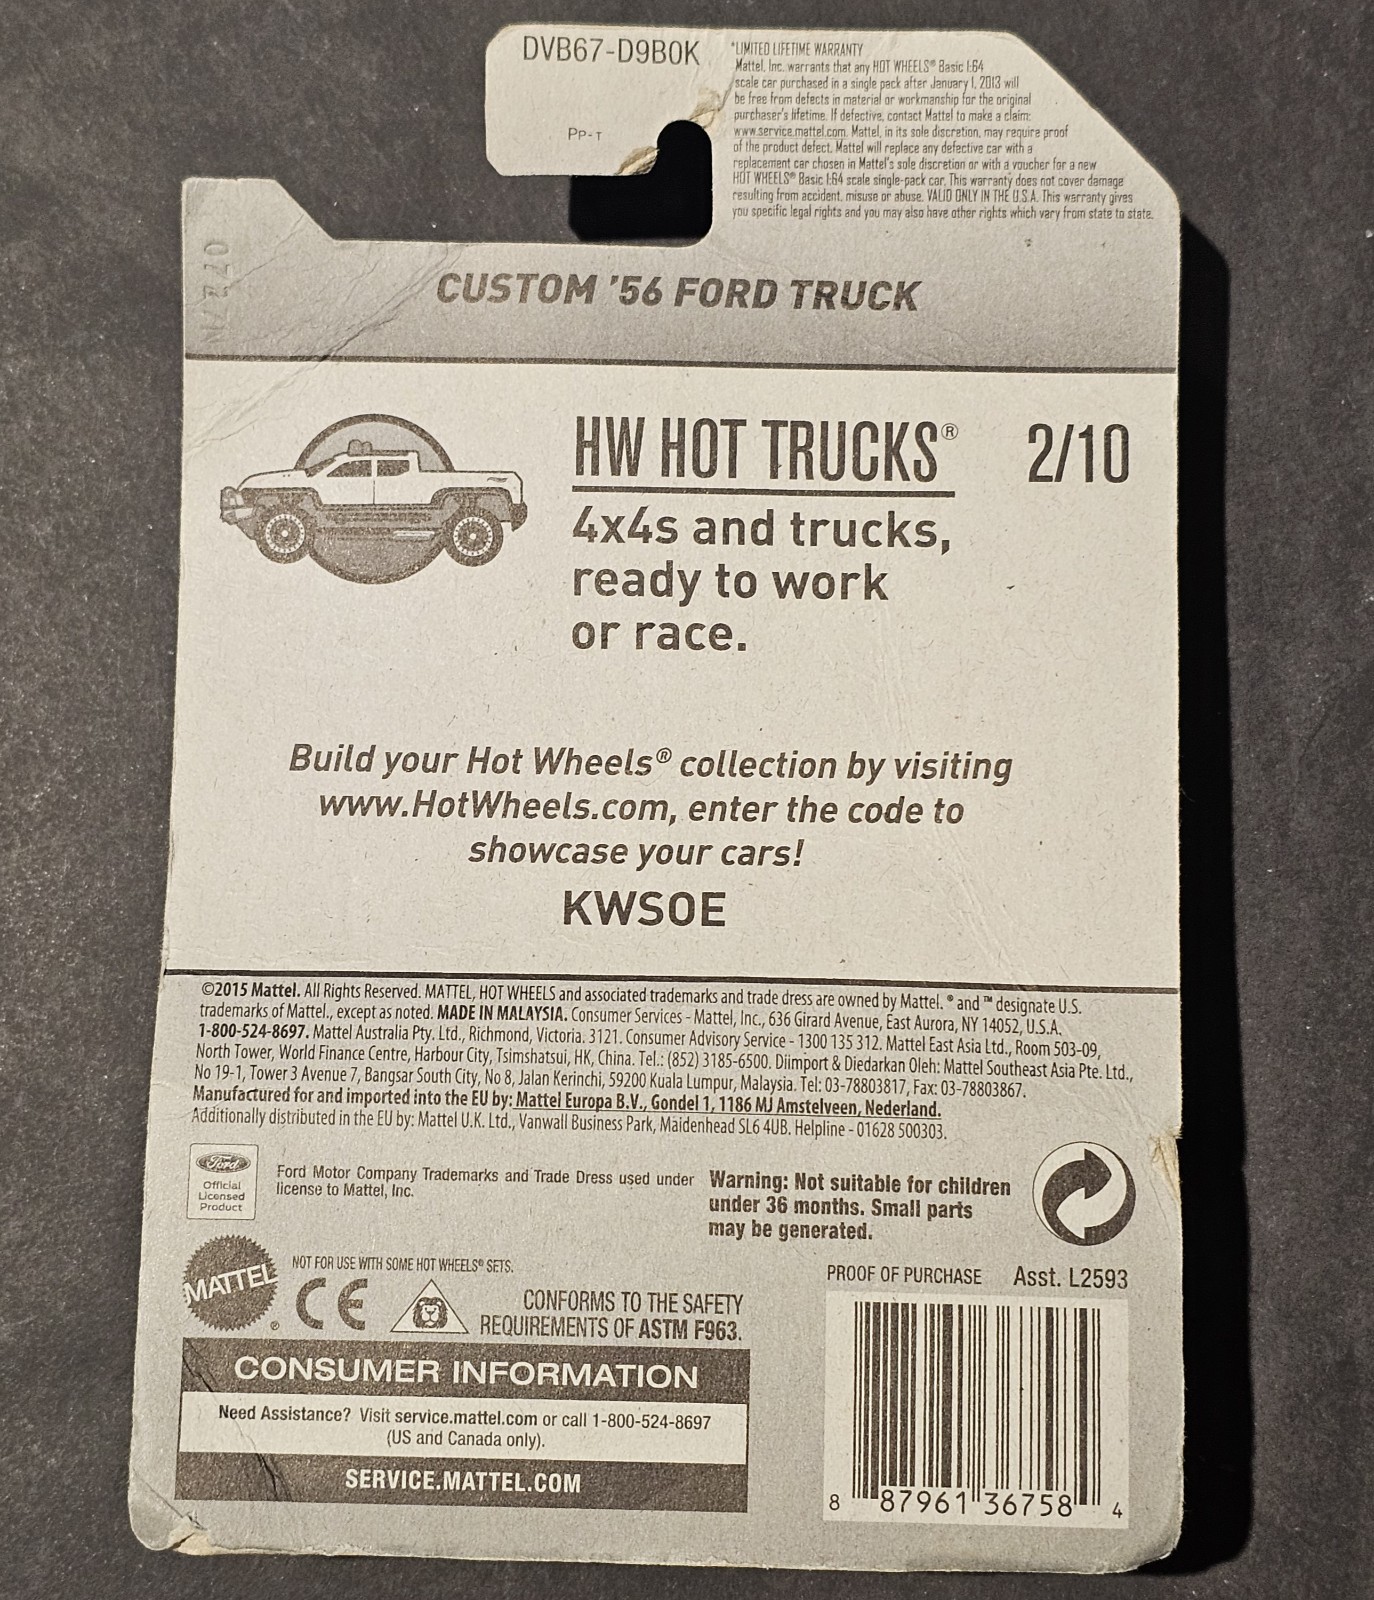 DVB67-D9B0K
PP-T
*LIMITED LIFETIME WARRANTY
Mattel, Inc. warrants that any HOT WHEELS® Basic 1:64
scale car purchased in a single pack after January 1, 2013 will
be free from defects in material or workmanship for the original
purchaser's lifetime. If defective, contact Mattel to make a claim:
www.service.mattel.com. Mattel, in its sole discretion, may require proof
of the product defect. Mattel will replace any defective car with a
replacement car chosen in Mattel's sole discretion or with a voucher for a new
HOT WHEELS® Basic 1:64 scale single-pack car. This warranty does not cover damage
resulting from accident, misuse or abuse. VALID ONLY IN THE U.S.A. This warranty gives
you specific legal rights and you may also have other rights which vary from state to state.
CUSTOM '56 FORD TRUCK
HW HOT TRUCKS® 2/10
4x4s and trucks,
ready to work
or race.
Build your Hot Wheels® collection by visiting
www.HotWheels.com, enter the code to
showcase your cars!
KWSOE
©2015 Mattel. All Rights Reserved. MATTEL, HOT WHEELS and associated trademarks and trade dress are owned by Mattel. ® and ™ designate U.S.
trademarks of Mattel., except as noted. MADE IN MALAYSIA. Consumer Services - Mattel, Inc., 636 Girard Avenue, East Aurora, NY 14052, U.S.A.
1-800-524-8697. Mattel Australia Pty. Ltd., Richmond, Victoria. 3121. Consumer Advisory Service - 1300 135 312. Mattel East Asia Ltd., Room 503-09,
North Tower, World Finance Centre, Harbour City, Tsimshatsui, HK, China. Tel.: (852) 3185-6500. Diimport & Diedarkan Oleh: Mattel Southeast Asia Pte. Ltd.,
No 19-1, Tower 3 Avenue 7, Bangsar South City, No 8, Jalan Kerinchi, 59200 Kuala Lumpur, Malaysia. Tel: 03-78803817, Fax: 03-78803867.
Manufactured for and imported into the EU by: Mattel Europa B.V., Gondel 1, 1186 MJ Amstelveen, Nederland.
Additionally distributed in the EU by: Mattel U.K. Ltd., Vanwall Business Park, Maidenhead SL6 4UB. Helpline - 01628 500303.
Ford
Official
Licensed
Product
Ford Motor Company Trademarks and Trade Dress used under
license to Mattel, Inc.
Warning: Not suitable for children
under 36 months. Small parts
may be generated.
MATTEL®
NOT FOR USE WITH SOME HOT WHEELS® SETS.
CE
CONFORMS TO THE SAFETY
REQUIREMENTS OF ASTM F963.
PROOF OF PURCHASE Asst. L2593
CONSUMER INFORMATION
Need Assistance? Visit service.mattel.com or call 1-800-524-8697
(US and Canada only).
SERVICE.MATTEL.COM
8 87961 36758 4